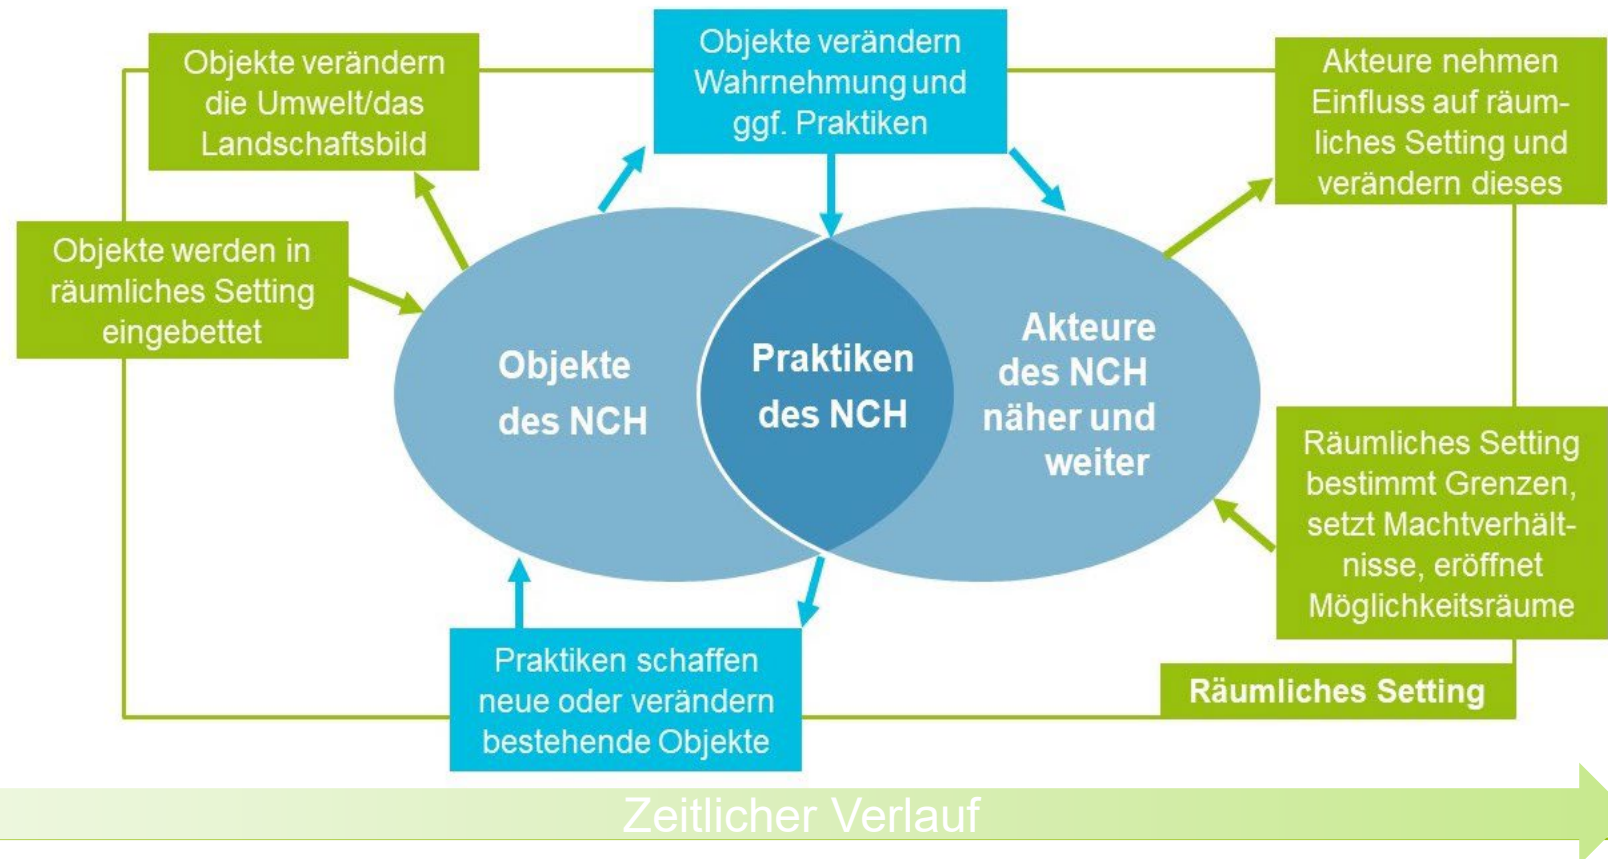 Objekte verändern
die Umwelt/das
Landschaftsbild
Objekte verändern
Wahrnehmung und
ggf. Praktiken
Akteure nehmen
Einfluss auf räum-
liches Setting und
verändern dieses
Objekte werden in
räumliches Setting
eingebettet
Objekte
des NCH
Praktiken
des NCH
Akteure
des NCH
näher und
weiter
Räumliches Setting
bestimmt Grenzen,
setzt Machtverhält-
nisse, eröffnet
Möglichkeitsräume
Praktiken schaffen
neue oder verändern
bestehende Objekte
Räumliches Setting
Zeitlicher Verlauf